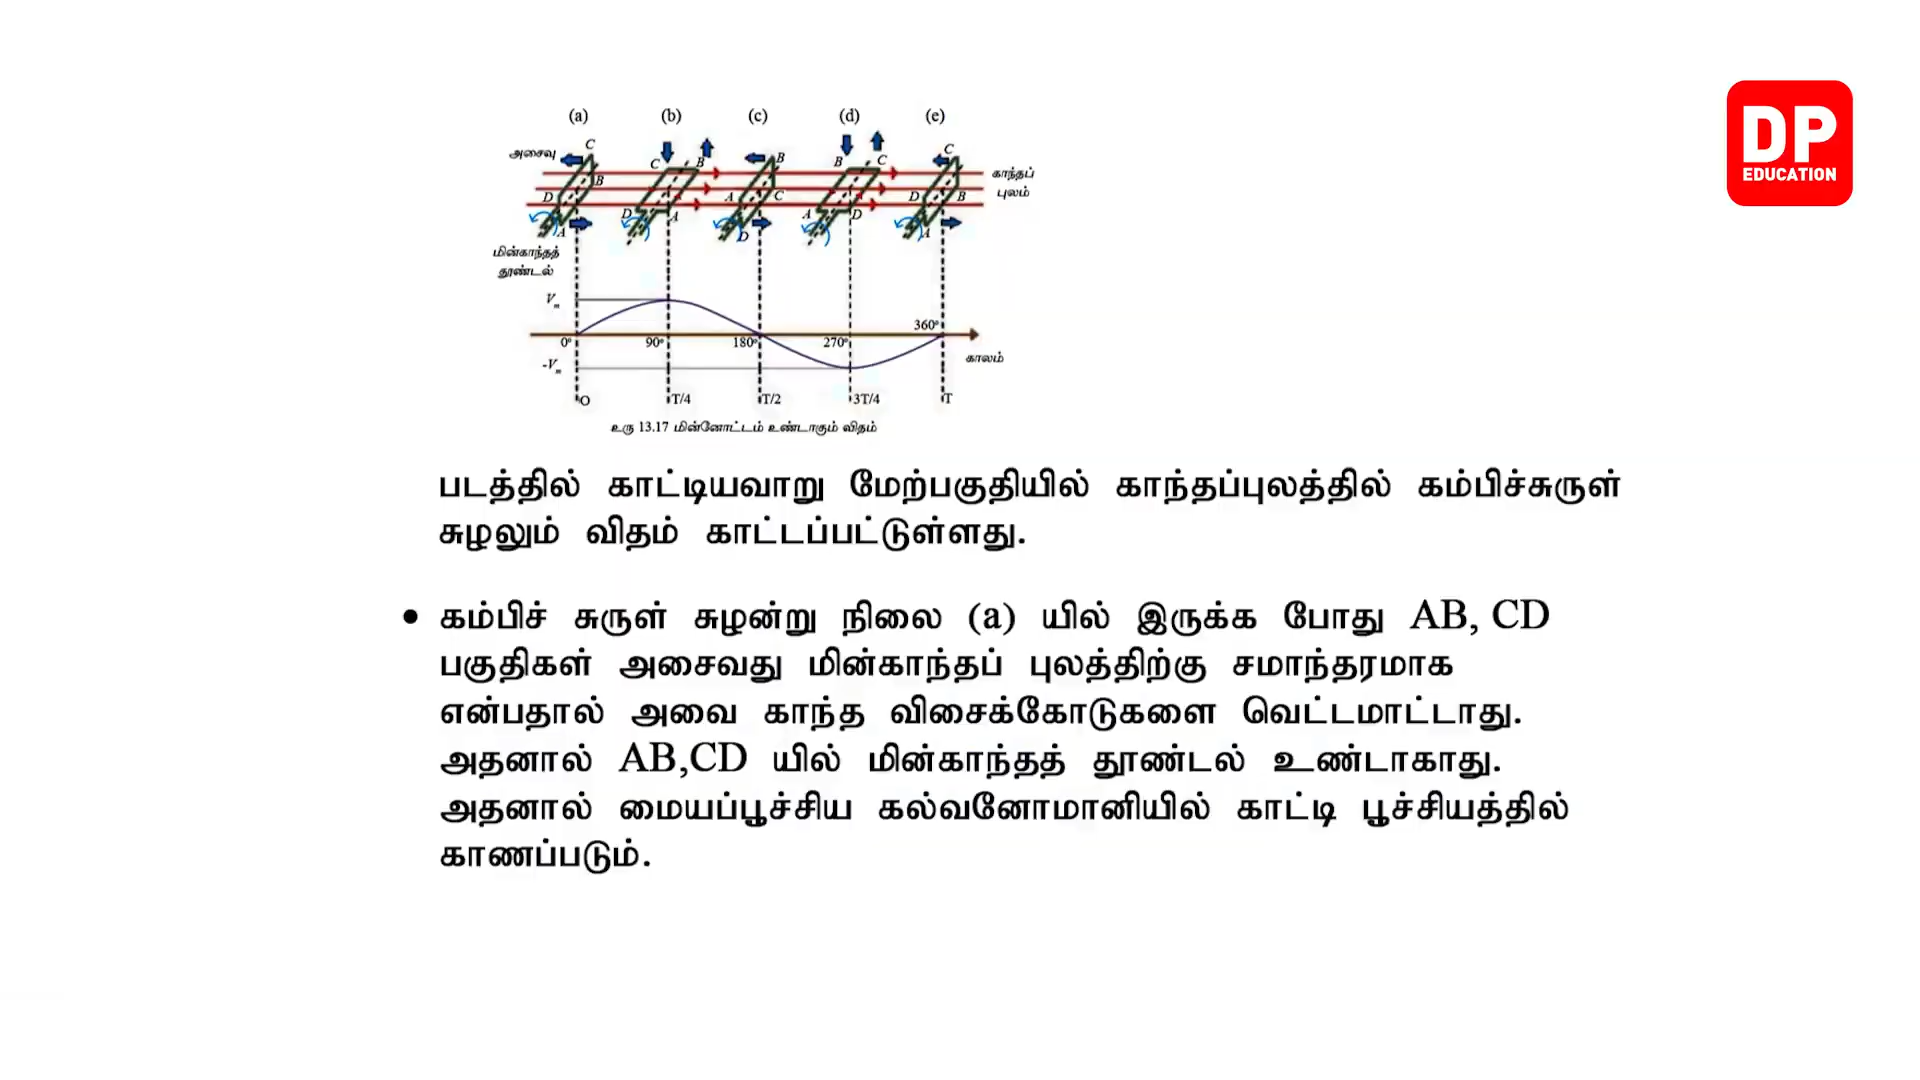 (a) (b) (c) (d) (e)
அசைவு
C C B B B C C
B
காந்தப்
புலம்
D A C D B
D A A D
A D A
மின்காந்தத்
தூண்டல்
Vm
360°
0° 90° 180° 270°
காலம்
-Vm
O T/4 T/2 3T/4 T
உரு 13.17 மின்னோட்டம் உண்டாகும் விதம்
படத்தில் காட்டியவாறு மேற்பகுதியில் காந்தப்புலத்தில் கம்பிச்சுருள்
சுழலும் விதம் காட்டப்பட்டுள்ளது.
• கம்பிச் சுருள் சுழன்று நிலை (a) யில் இருக்க போது AB, CD
பகுதிகள் அசைவது மின்காந்தப் புலத்திற்கு சமாந்தரமாக
என்பதால் அவை காந்த விசைக்கோடுகளை வெட்டமாட்டாது.
அதனால் AB,CD யில் மின்காந்தத் தூண்டல் உண்டாகாது.
அதனால் மையப்பூச்சிய கல்வனோமானியில் காட்டி பூச்சியத்தில்
காணப்படும்.
DP
EDUCATION